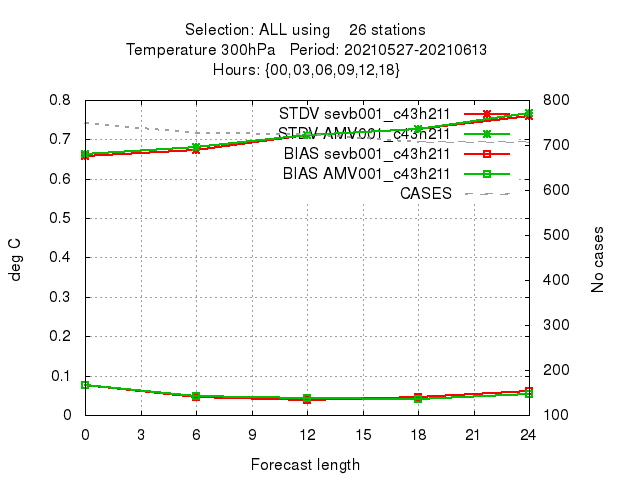 Selection: ALL using 26 stations
Temperature 300hPa Period: 20210527-20210613
Hours: {00,03,06,09,12,18}
STDV sevb001_c43h211
STDV AMV001_c43h211
BIAS sevb001_c43h211
BIAS AMV001_c43h211
CASES
deg C
0.8
0.7
0.6
0.5
0.4
0.3
0.2
0.1
0
No cases
800
700
600
500
400
300
200
100
0 3 6 9 12 15 18 21 24
Forecast length